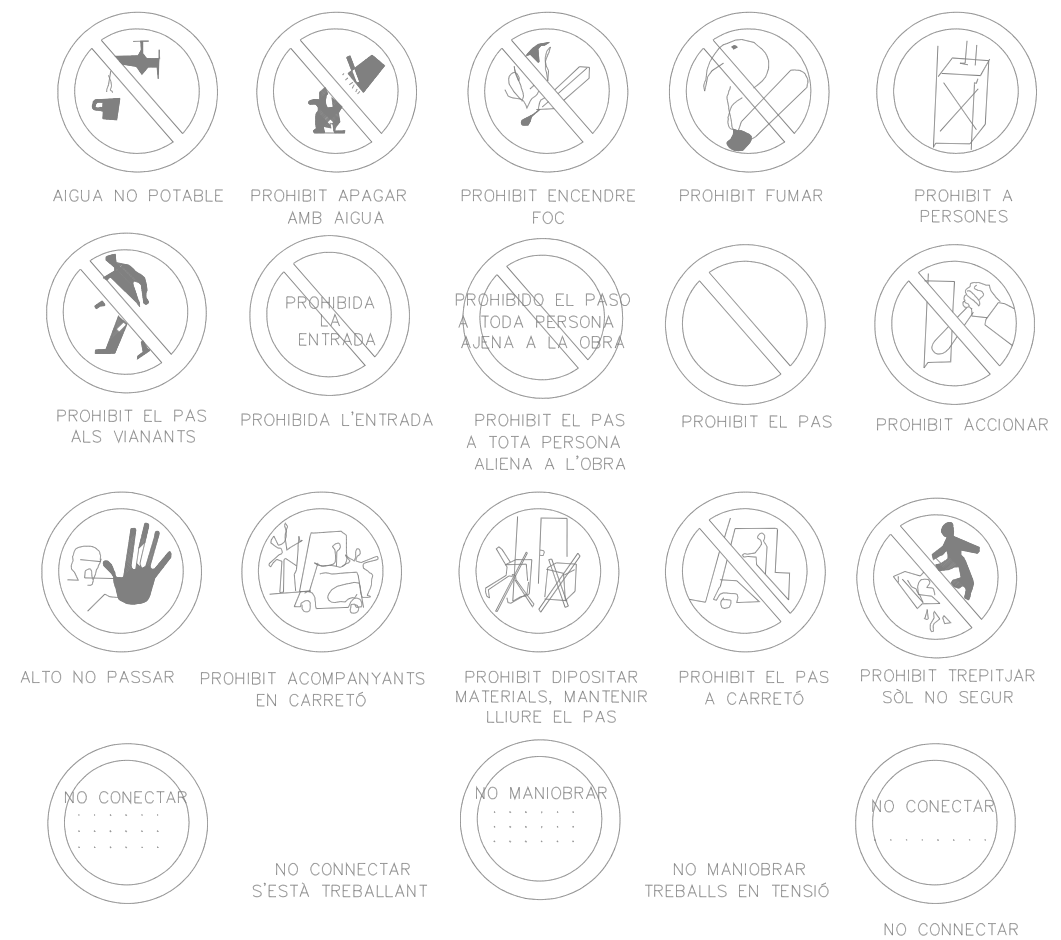 AIGUA NO POTABLE
PROHIBIT APAGAR
AMB AIGUA
PROHIBIT ENCENDRE
FOC
PROHIBIT FUMAR
PROHIBIT A
PERSONES
PROHIBIT EL PAS
ALS VIANANTS
PROHIBIDA
LA
ENTRADA
PROHIBIDA L'ENTRADA
PROHIBIDO EL PASO
A TODA PERSONA
AJENA A LA OBRA
PROHIBIT EL PAS
A TOTA PERSONA
ALIENA A L'OBRA
PROHIBIT EL PAS
PROHIBIT ACCIONAR
ALTO NO PASSAR
PROHIBIT ACOMPANYANTS
EN CARRETÓ
PROHIBIT DIPOSITAR
MATERIALS, MANTENIR
LLIURE EL PAS
PROHIBIT EL PAS
A CARRETÓ
PROHIBIT TREPITJAR
SÒL NO SEGUR
NO CONECTAR
NO CONNECTAR
S'ESTÀ TREBALLANT
NO MANIOBRAR
NO MANIOBRAR
TREBALLS EN TENSIÓ
NO CONECTAR
NO CONNECTAR